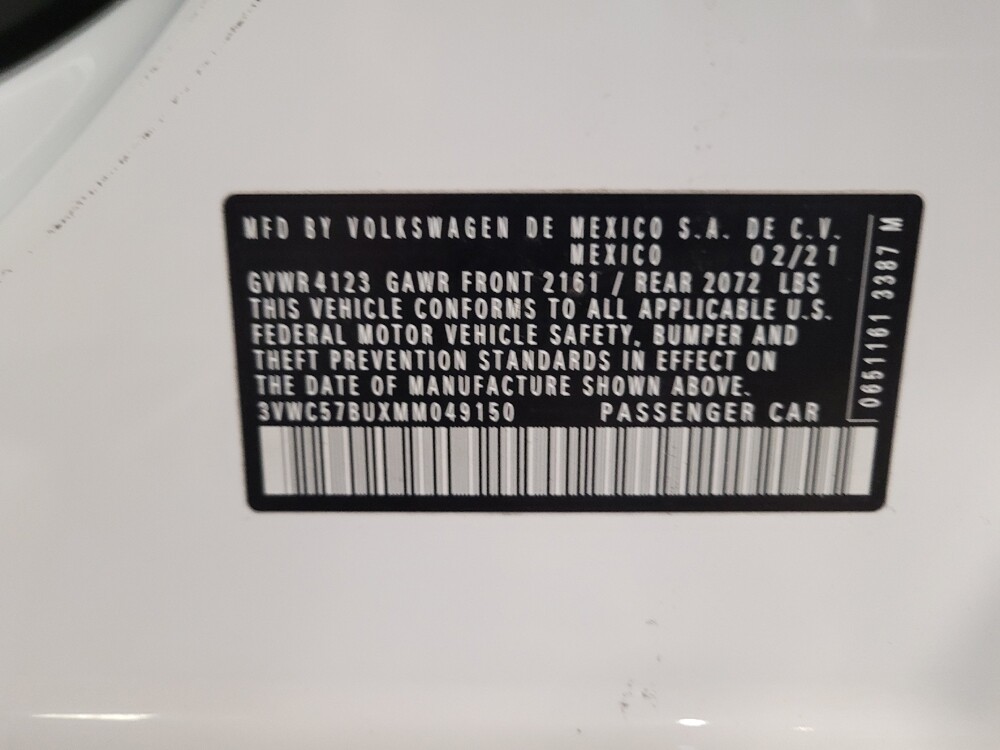 MFD BY VOLKSWAGEN DE MEXICO S.A. DE C.V.
MEXICO 02/21
GVWR 4123 GAWR FRONT 2161 / REAR 2072 LBS
THIS VEHICLE CONFORMS TO ALL APPLICABLE U.S.
FEDERAL MOTOR VEHICLE SAFETY, BUMPER AND
THEFT PREVENTION STANDARDS IN EFFECT ON
THE DATE OF MANUFACTURE SHOWN ABOVE.
3VWC57BUXMM049150 PASSENGER CAR
0651161 3387 M